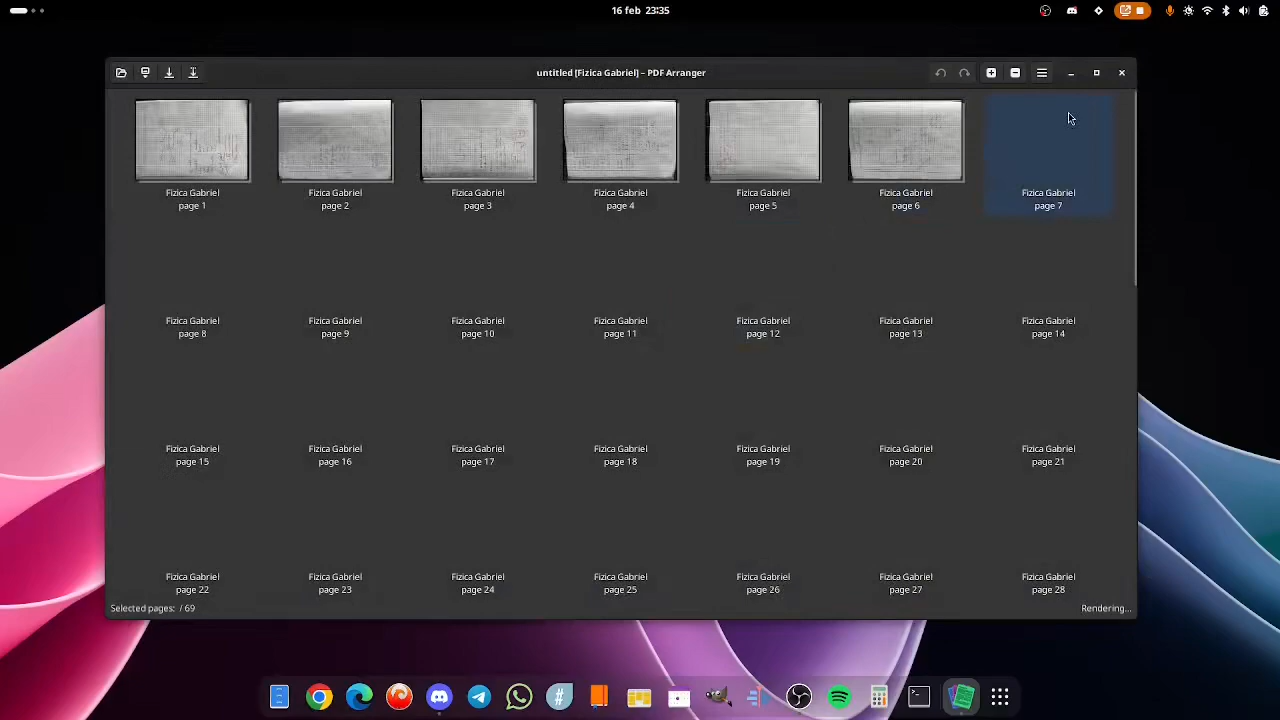 16 feb 23:35
untitled [Fizica Gabriel] – PDF Arranger
Fizica Gabriel
page 1
Fizica Gabriel
page 2
Fizica Gabriel
page 3
Fizica Gabriel
page 4
Fizica Gabriel
page 5
Fizica Gabriel
page 6
Fizica Gabriel
page 7
Fizica Gabriel
page 8
Fizica Gabriel
page 9
Fizica Gabriel
page 10
Fizica Gabriel
page 11
Fizica Gabriel
page 12
Fizica Gabriel
page 13
Fizica Gabriel
page 14
Fizica Gabriel
page 15
Fizica Gabriel
page 16
Fizica Gabriel
page 17
Fizica Gabriel
page 18
Fizica Gabriel
page 19
Fizica Gabriel
page 20
Fizica Gabriel
page 21
Fizica Gabriel
page 22
Fizica Gabriel
page 23
Fizica Gabriel
page 24
Fizica Gabriel
page 25
Fizica Gabriel
page 26
Fizica Gabriel
page 27
Fizica Gabriel
page 28
Selected pages: / 69
Rendering...